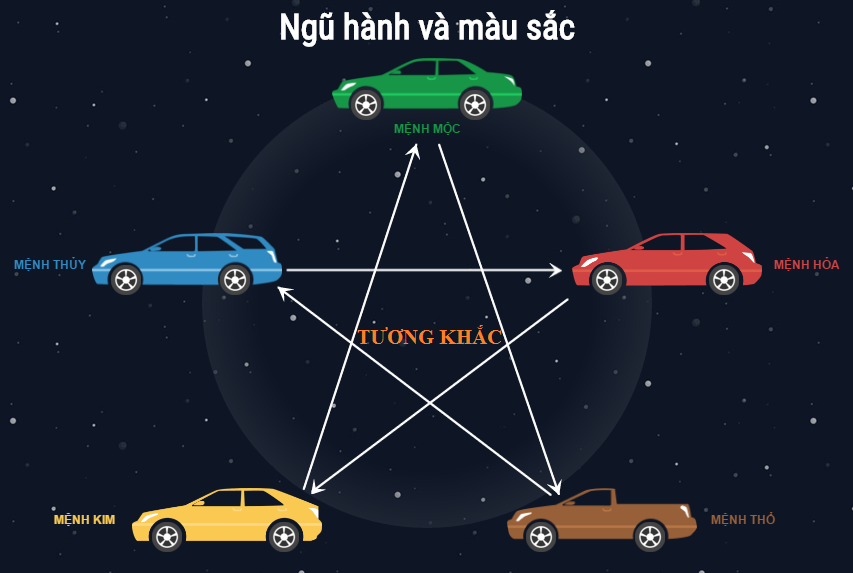 Ngũ hành và màu sắc
MỆNH MỘC
MỆNH THỦY
MỆNH HỎA
TƯƠNG KHẮC
MỆNH KIM
MỆNH THỔ